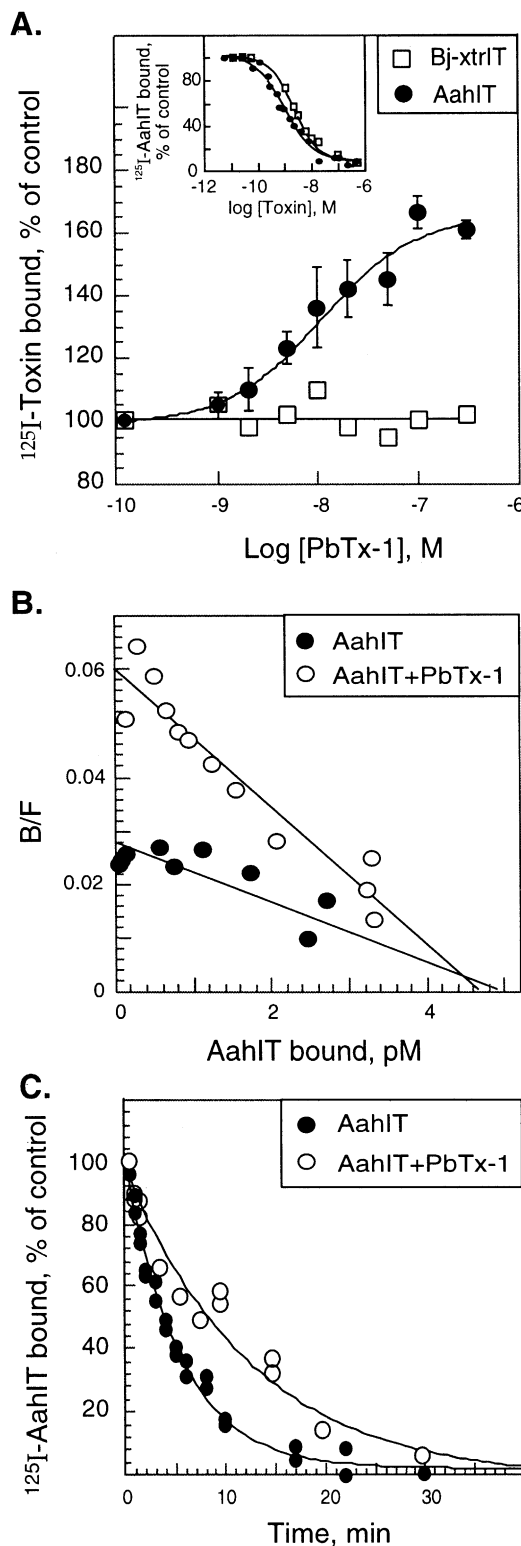 A.
Bj-xtrIT
AahIT
¹²⁵I-Toxin bound, % of control
180
160
140
120
100
80
-10
-9
-8
-7
-6
Log [PbTx-1], M
¹²⁵I-AahIT bound,
% of control
80
40
0
-12
-10
-8
-6
log [Toxin], M
B.
AahIT
AahIT+PbTx-1
B/F
0.06
0.04
0.02
0
0
2
4
AahIT bound, pM
C.
AahIT
AahIT+PbTx-1
¹²⁵I-AahIT bound, % of control
100
80
60
40
20
0
10
20
30
Time, min